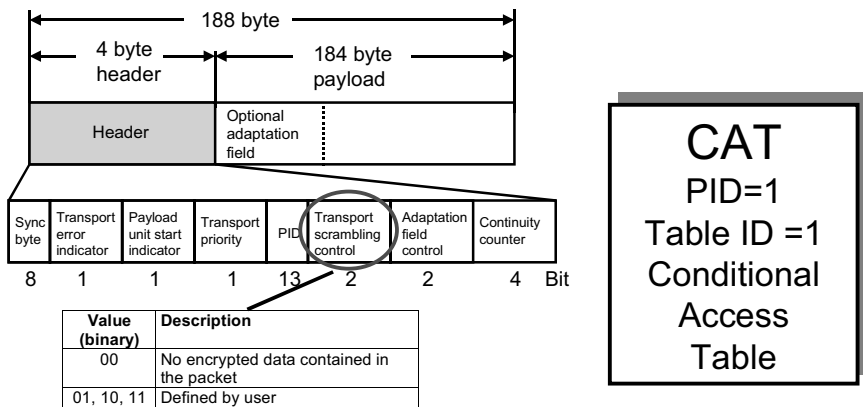 188 byte
4 byte
header
184 byte
payload
Header
Optional
adaptation
field
Sync
byte
Transport
error
indicator
Payload
unit start
indicator
Transport
priority
PID
Transport
scrambling
control
Adaptation
field
control
Continuity
counter
8 1 1 1 13 2 2 4 Bit
Value
(binary)
Description
00
No encrypted data contained in
the packet
01, 10, 11
Defined by user
CAT
PID=1
Table ID =1
Conditional
Access
Table